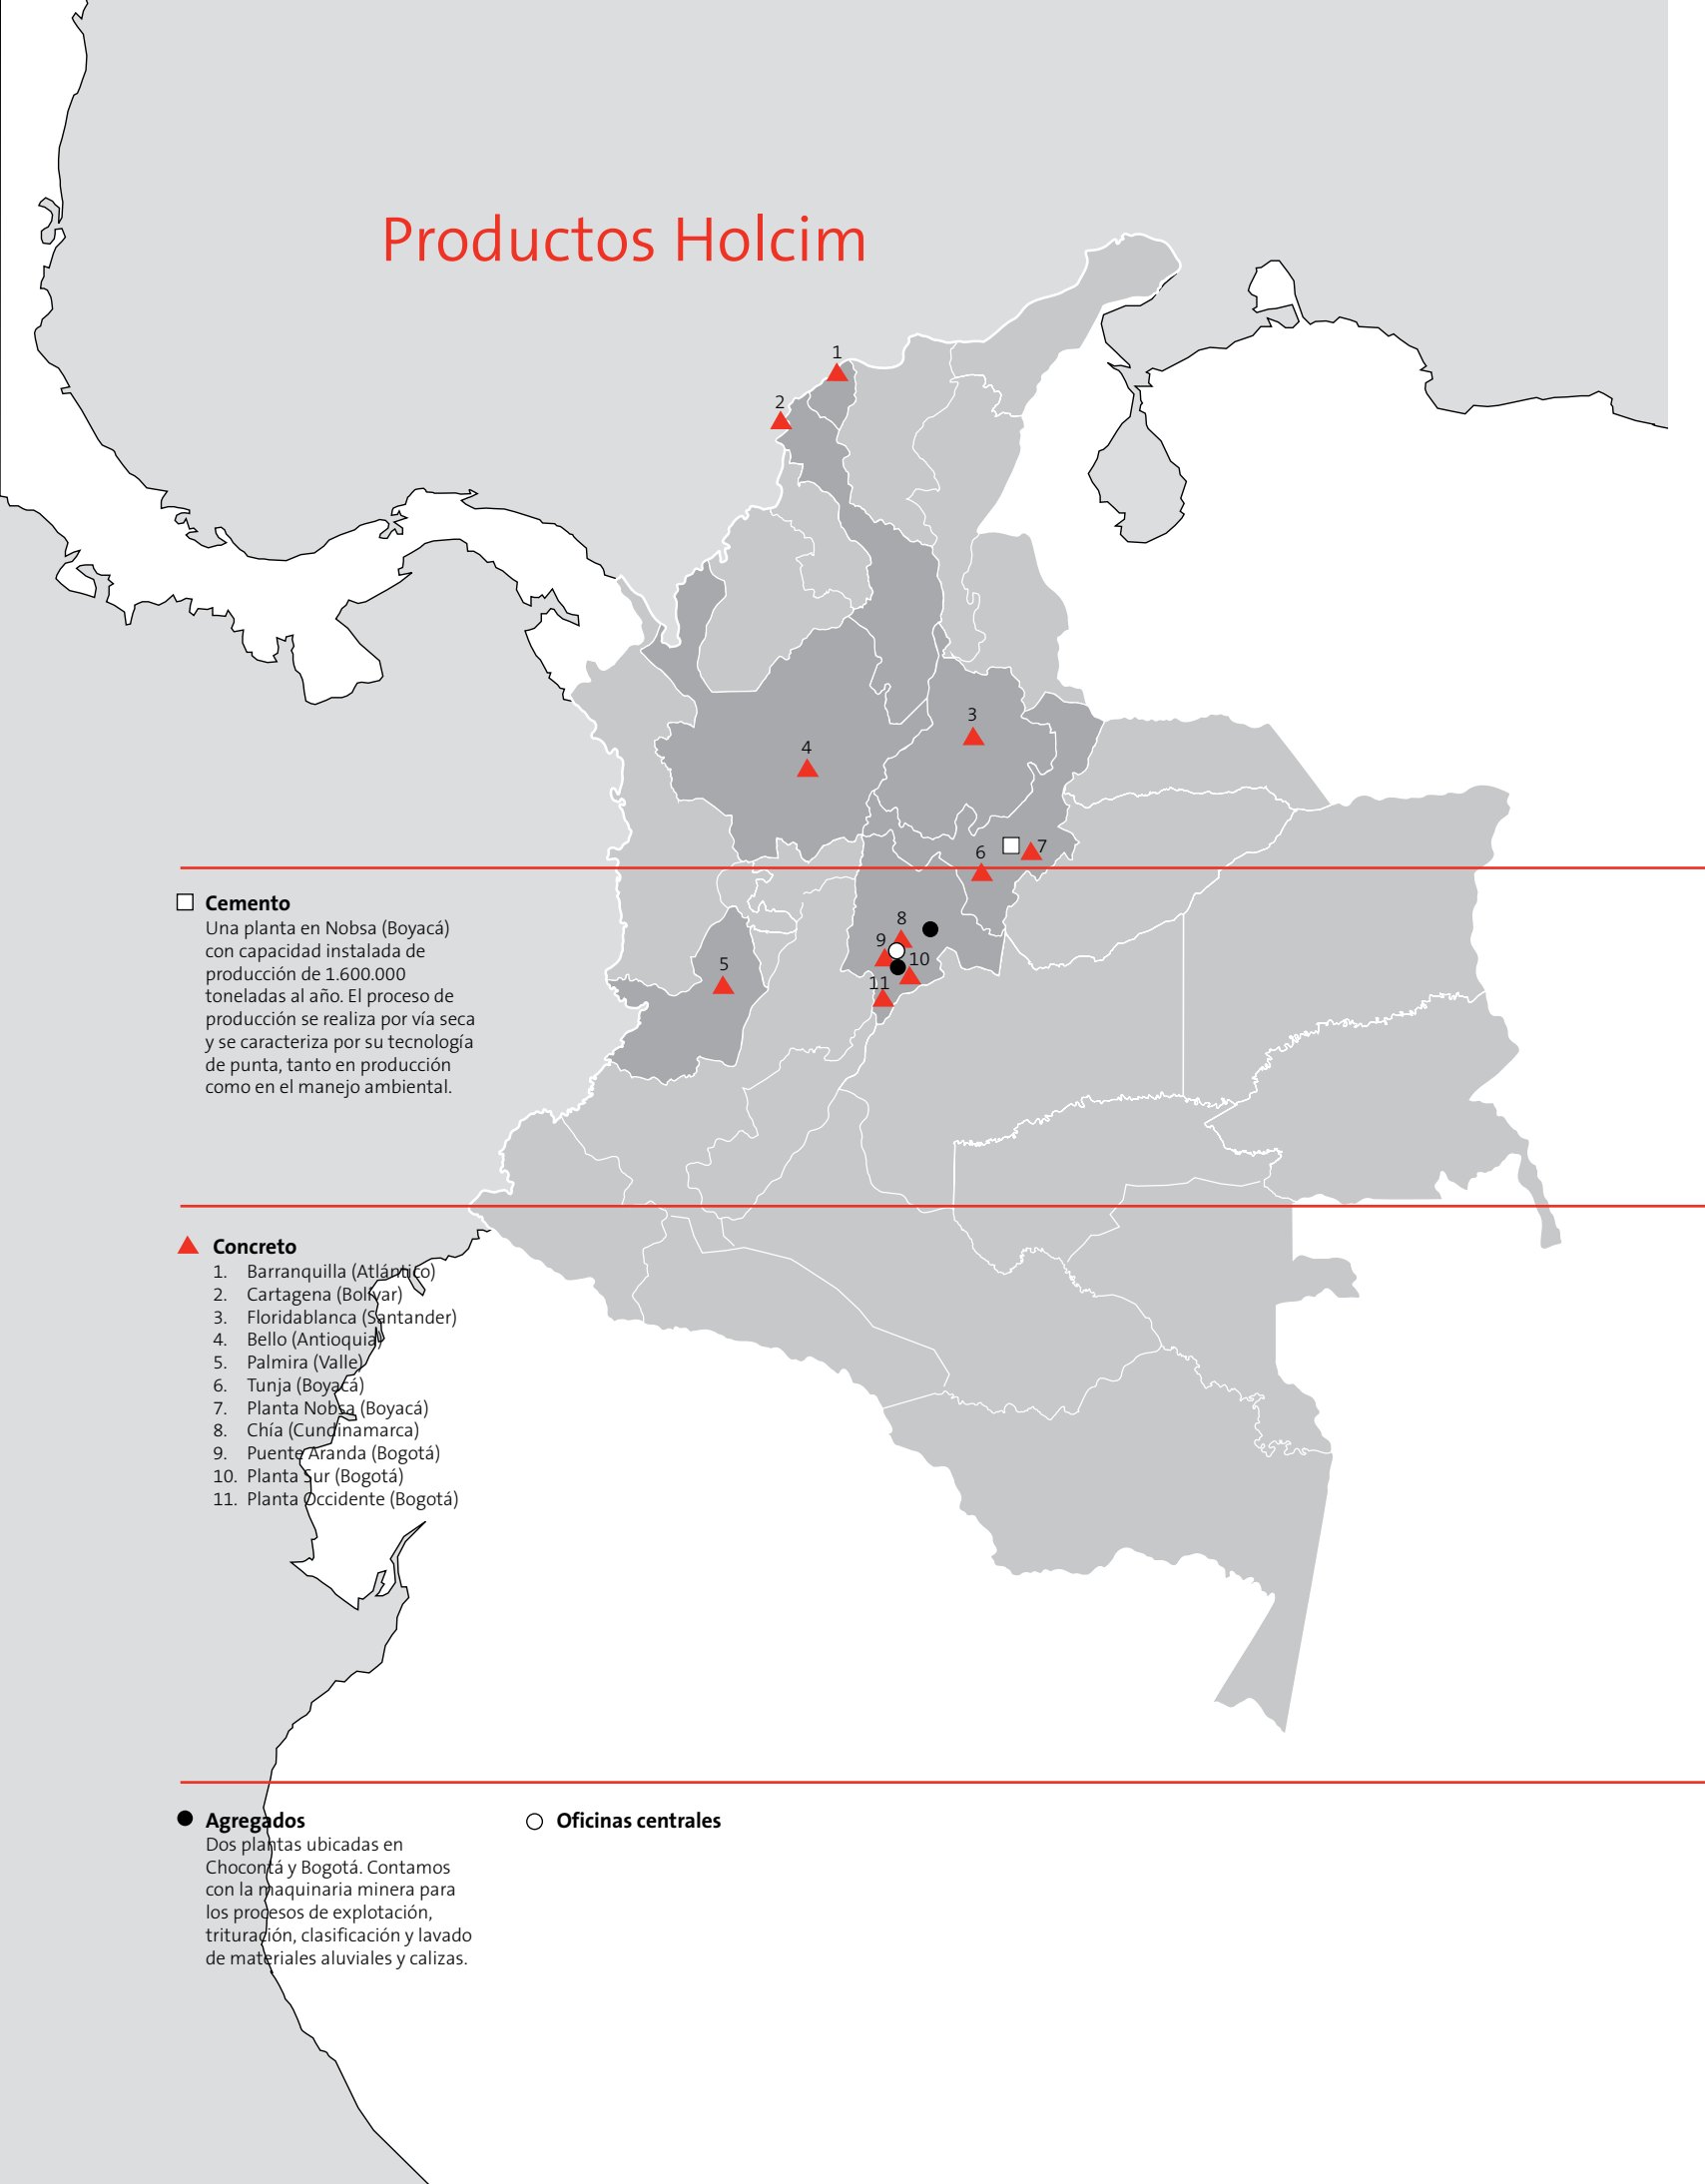 Productos Holcim
1
2
3
4
7
6
Cemento
Una planta en Nobsa (Boyacá)
con capacidad instalada de
producción de 1.600.000
toneladas al año. El proceso de
producción se realiza por vía seca
y se caracteriza por su tecnología
de punta, tanto en producción
como en el manejo ambiental.
8
9
10
5
11
Concreto
1. Barranquilla (Atlántico)
2. Cartagena (Bolívar)
3. Floridablanca (Santander)
4. Bello (Antioquia)
5. Palmira (Valle)
6. Tunja (Boyacá)
7. Planta Nobsa (Boyacá)
8. Chía (Cundinamarca)
9. Puente Aranda (Bogotá)
10. Planta Sur (Bogotá)
11. Planta Occidente (Bogotá)
Agregados
Dos plantas ubicadas en
Chocontá y Bogotá. Contamos
con la maquinaria minera para
los procesos de explotación,
trituración, clasificación y lavado
de materiales aluviales y calizas.
Oficinas centrales